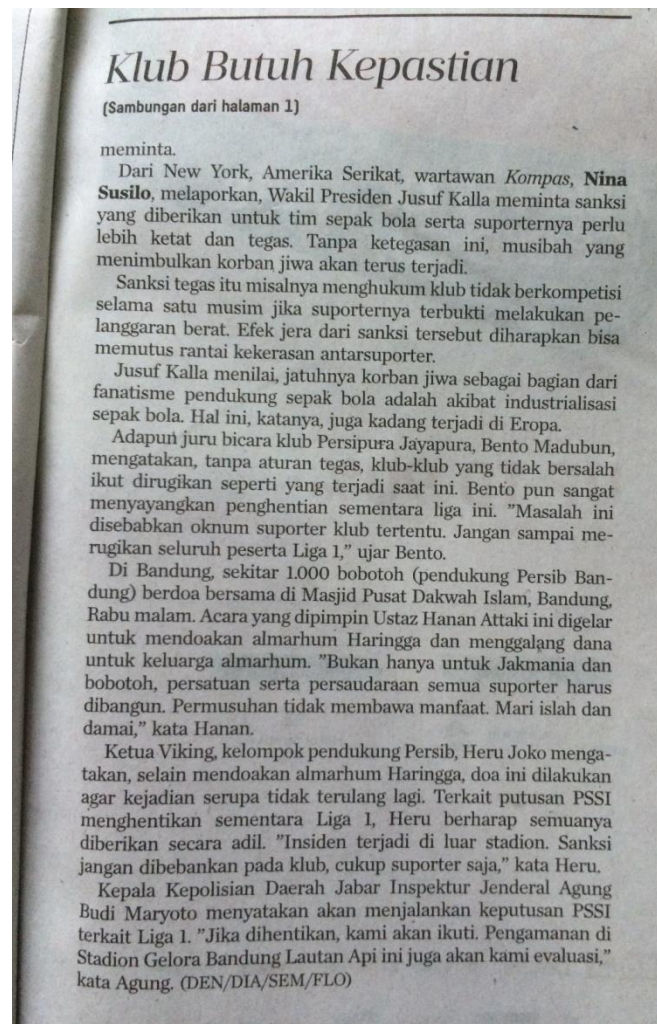 Klub Butuh Kepastian
(Sambungan dari halaman 1)
meminta.
Dari New York, Amerika Serikat, wartawan Kompas, Nina
Susilo, melaporkan, Wakil Presiden Jusuf Kalla meminta sanksi
yang diberikan untuk tim sepak bola serta suporternya perlu
lebih ketat dan tegas. Tanpa ketegasan ini, musibah yang
menimbulkan korban jiwa akan terus terjadi.
Sanksi tegas itu misalnya menghukum klub tidak berkompetisi
selama satu musim jika suporternya terbukti melakukan pe-
langgaran berat. Efek jera dari sanksi tersebut diharapkan bisa
memutus rantai kekerasan antarsuporter.
Jusuf Kalla menilai, jatuhnya korban jiwa sebagai bagian dari
fanatisme pendukung sepak bola adalah akibat industrialisasi
sepak bola. Hal ini, katanya, juga kadang terjadi di Eropa.
Adapun juru bicara klub Persipura Jayapura, Bento Madubun,
mengatakan, tanpa aturan tegas, klub-klub yang tidak bersalah
ikut dirugikan seperti yang terjadi saat ini. Bento pun sangat
menyayangkan penghentian sementara liga ini. ”Masalah ini
disebabkan oknum suporter klub tertentu. Jangan sampai me-
rugikan seluruh peserta Liga 1,” ujar Bento.
Di Bandung, sekitar 1.000 bobotoh (pendukung Persib Ban-
dung) berdoa bersama di Masjid Pusat Dakwah Islam, Bandung,
Rabu malam. Acara yang dipimpin Ustaz Hanan Attaki ini digelar
untuk mendoakan almarhum Haringga dan menggalang dana
untuk keluarga almarhum. ”Bukan hanya untuk Jakmania dan
bobotoh, persatuan serta persaudaraan semua suporter harus
dibangun. Permusuhan tidak membawa manfaat. Mari islah dan
damai,” kata Hanan.
Ketua Viking, kelompok pendukung Persib, Heru Joko menga-
takan, selain mendoakan almarhum Haringga, doa ini dilakukan
agar kejadian serupa tidak terulang lagi. Terkait putusan PSSI
menghentikan sementara Liga 1, Heru berharap semuanya
diberikan secara adil. ”Insiden terjadi di luar stadion. Sanksi
jangan dibebankan pada klub, cukup suporter saja,” kata Heru.
Kepala Kepolisian Daerah Jabar Inspektur Jenderal Agung
Budi Maryoto menyatakan akan menjalankan keputusan PSSI
terkait Liga 1. ”Jika dihentikan, kami akan ikuti. Pengamanan di
Stadion Gelora Bandung Lautan Api ini juga akan kami evaluasi,”
kata Agung. (DEN/DIA/SEM/FLO)